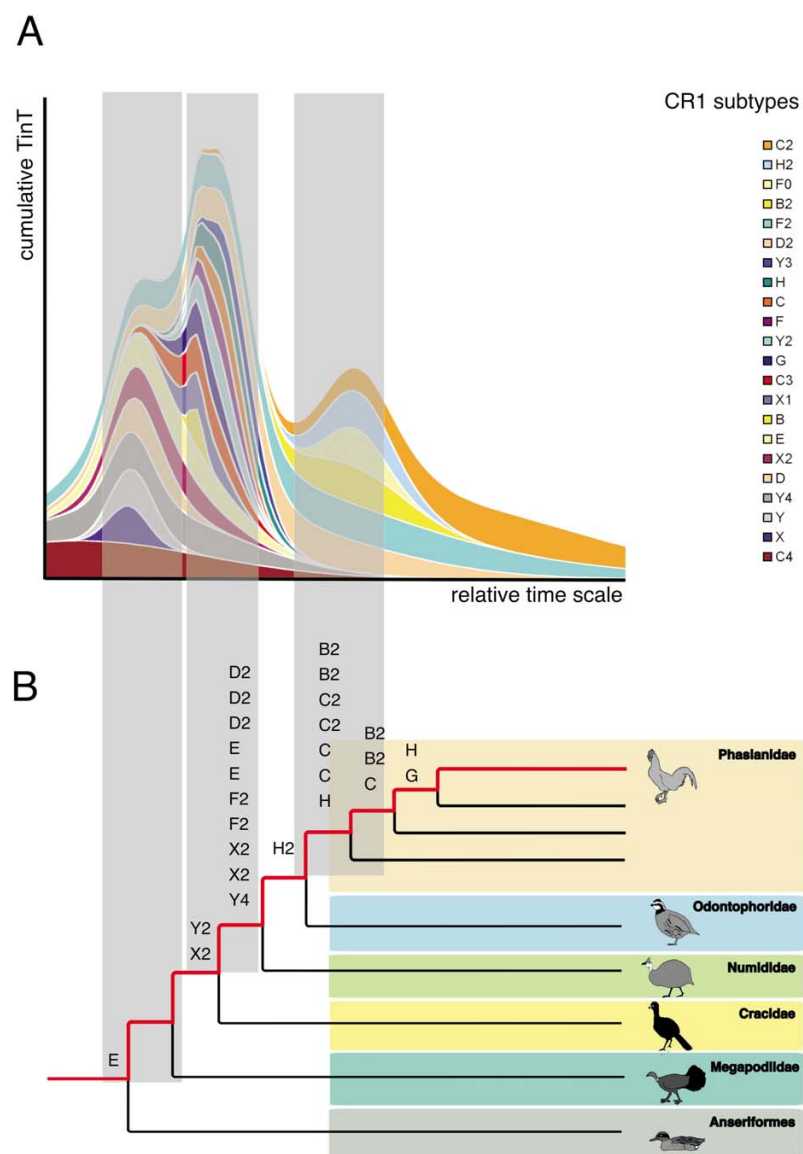 A
CR1 subtypes
cumulative TinT
C2
H2
F0
B2
F2
D2
Y3
H
C
F
Y2
G
C3
X1
B
E
X2
D
Y4
Y
X
C4
relative time scale
B
D2
D2
D2
E
E
F2
F2
X2
X2
Y4
B2
B2
C2
C2
C
C
H
B2
B2
C
H
G
H2
Y2
X2
E
Phasianidae
Odontophoridae
Numididae
Cracidae
Megapodiidae
Anseriformes